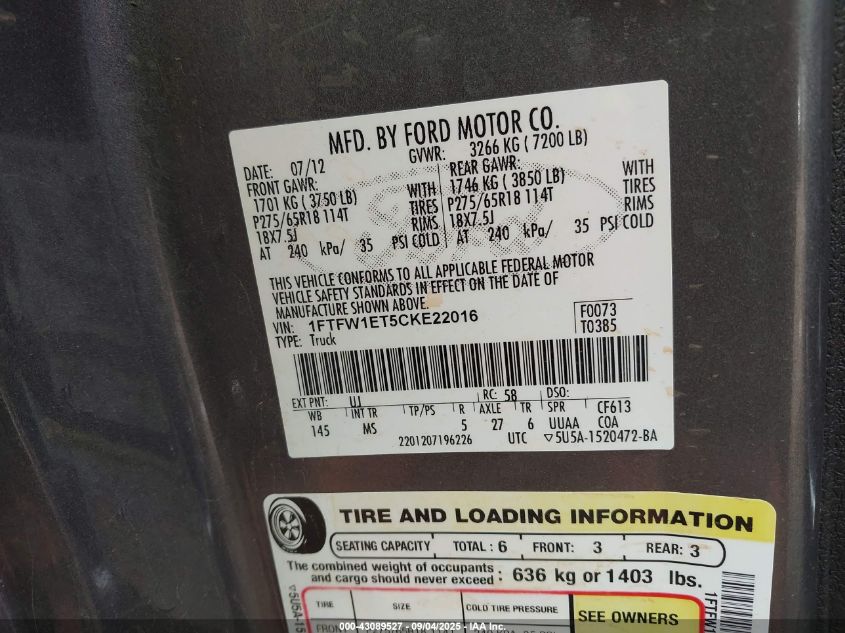 MFD. BY FORD MOTOR CO.
DATE: 07/12 GVWR: 3266 KG ( 7200 LB)
FRONT GAWR: REAR GAWR:
1701 KG ( 3750 LB) WITH 1746 KG ( 3850 LB) WITH
P275/65R18 114T TIRES P275/65R18 114T TIRES
18X7.5J RIMS 18X7.5J RIMS
AT 240 kPa/ 35 PSI COLD AT 240 kPa/ 35 PSI COLD
THIS VEHICLE CONFORMS TO ALL APPLICABLE FEDERAL MOTOR
VEHICLE SAFETY STANDARDS IN EFFECT ON THE DATE OF
MANUFACTURE SHOWN ABOVE.
VIN: 1FTFW1ET5CKE22016 F0073
TYPE: Truck T0385
EXT PNT: UJ RC: 58 DSO:
WB INT TR TP/PS R AXLE TR SPR CF613
145 MS 5 27 6 UUAA COA
2201207196226 UTC ▽5U5A-1520472-BA
TIRE AND LOADING INFORMATION
SEATING CAPACITY TOTAL : 6 FRONT: 3 REAR: 3
The combined weight of occupants
and cargo should never exceed : 636 kg or 1403 lbs.
TIRE SIZE COLD TIRE PRESSURE SEE OWNERS
000-43089527 - 09/04/2025 - IAA Inc.